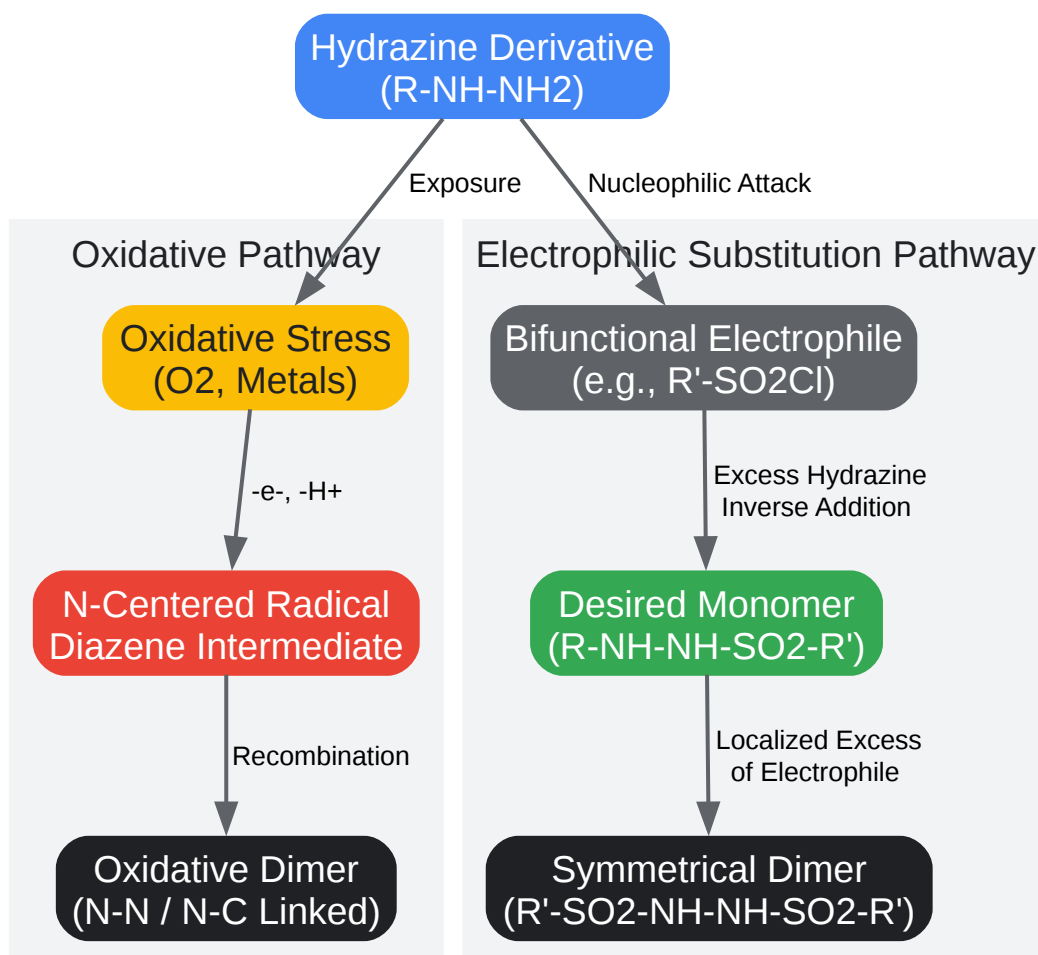 Hydrazine Derivative
(R-NH-NH2)
Exposure
Nucleophilic Attack
Oxidative Pathway
Electrophilic Substitution Pathway
Oxidative Stress
(O2, Metals)
Bifunctional Electrophile
(e.g., R'-SO2Cl)
-e-, -H+
Excess Hydrazine
Inverse Addition
N-Centered Radical
Diazene Intermediate
Desired Monomer
(R-NH-NH-SO2-R')
Recombination
Localized Excess
of Electrophile
Oxidative Dimer
(N-N / N-C Linked)
Symmetrical Dimer
(R'-SO2-NH-NH-SO2-R')